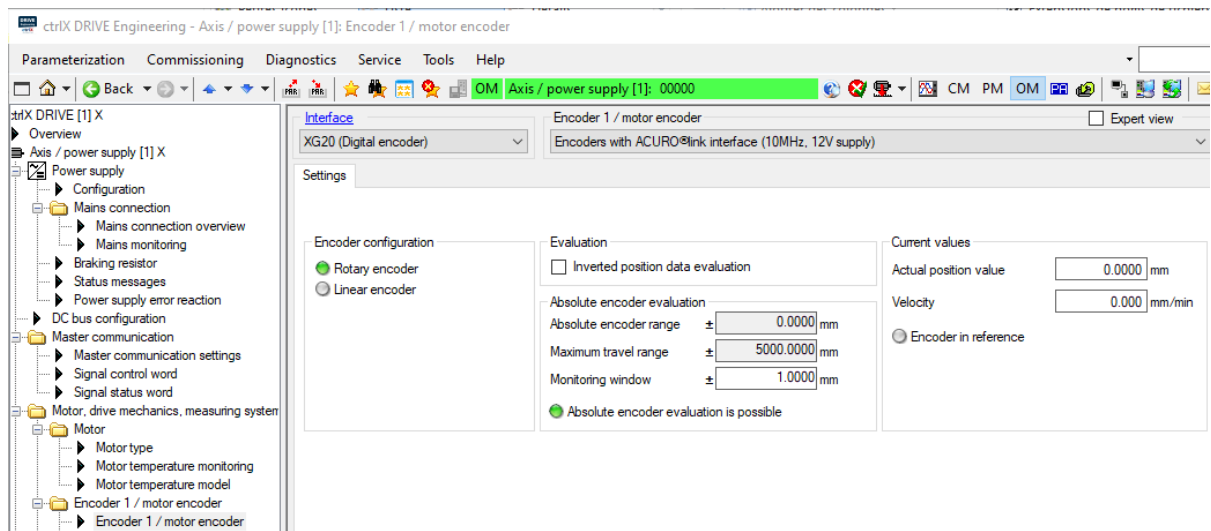 ctrlX DRIVE Engineering - Axis / power supply [1]: Encoder 1 / motor encoder
Parameterization Commissioning Diagnostics Service Tools Help
Back OM Axis / power supply [1]: 00000 CM PM OM
DRIVE [1] X
Overview
Axis / power supply [1] X
Power supply
Configuration
Mains connection
Mains connection overview
Mains monitoring
Braking resistor
Status messages
Power supply error reaction
DC bus configuration
Master communication
Master communication settings
Signal control word
Signal status word
Motor, drive mechanics, measuring system
Motor
Motor type
Motor temperature monitoring
Motor temperature model
Encoder 1 / motor encoder
Encoder 1 / motor encoder
Interface
XG20 (Digital encoder)
Encoder 1 / motor encoder
Expert view
Encoders with ACURO®link interface (10MHz, 12V supply)
Settings
Encoder configuration
Rotary encoder
Linear encoder
Evaluation
Inverted position data evaluation
Absolute encoder evaluation
Absolute encoder range ± 0.0000 mm
Maximum travel range ± 5000.0000 mm
Monitoring window ± 1.0000 mm
Absolute encoder evaluation is possible
Current values
Actual position value 0.0000 mm
Velocity 0.000 mm/min
Encoder in reference